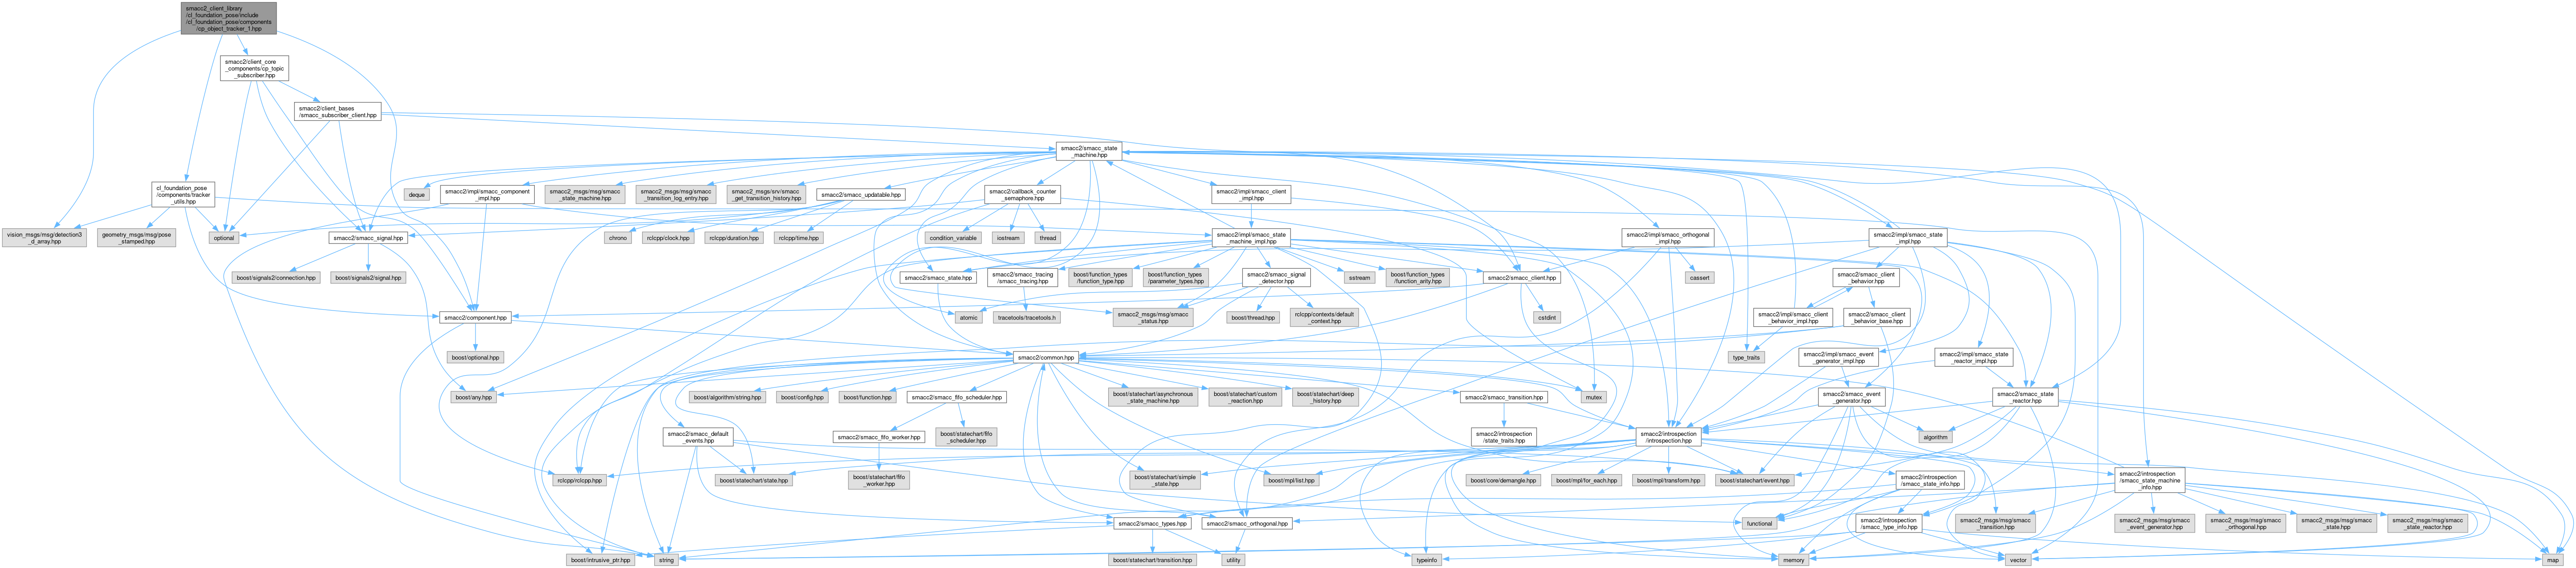 smacc2_client_library
/cl_foundation_pose/include
/cl_foundation_pose/components
/cp_object_tracker_1.hpp
smacc2/client_core
_components/cp_topic
_subscriber.hpp
smacc2/client_bases
/smacc_subscriber_client.hpp
smacc2/smacc_state
_machine.hpp
cl_foundation_pose
/components/tracker
_utils.hpp
deque
smacc2/impl/smacc_component
_impl.hpp
smacc2_msgs/msg/smacc
_state_machine.hpp
smacc2_msgs/msg/smacc
_transition_log_entry.hpp
smacc2_msgs/srv/smacc
_get_transition_history.hpp
smacc2/smacc_updatable.hpp
smacc2/callback_counter
_semaphore.hpp
smacc2/impl/smacc_client
_impl.hpp
vision_msgs/msg/detection3
_d_array.hpp
geometry_msgs/msg/pose
_stamped.hpp
optional
smacc2/smacc_signal.hpp
chrono
rclcpp/clock.hpp
rclcpp/duration.hpp
rclcpp/time.hpp
condition_variable
iostream
thread
smacc2/impl/smacc_state
_machine_impl.hpp
smacc2/impl/smacc_orthogonal
_impl.hpp
smacc2/impl/smacc_state
_impl.hpp
boost/signals2/connection.hpp
boost/signals2/signal.hpp
smacc2/smacc_state.hpp
smacc2/smacc_tracing
/smacc_tracing.hpp
boost/function_types
/function_type.hpp
boost/function_types
/parameter_types.hpp
smacc2/smacc_signal
_detector.hpp
sstream
boost/function_types
/function_arity.hpp
smacc2/smacc_client.hpp
cassert
smacc2/smacc_client
_behavior.hpp
smacc2/component.hpp
atomic
tracetools/tracetools.h
smacc2_msgs/msg/smacc
_status.hpp
boost/thread.hpp
rclcpp/contexts/default
_context.hpp
cstdint
smacc2/impl/smacc_client
_behavior_impl.hpp
smacc2/smacc_client
_behavior_base.hpp
boost/optional.hpp
smacc2/common.hpp
type_traits
smacc2/impl/smacc_event
_generator_impl.hpp
smacc2/impl/smacc_state
_reactor_impl.hpp
boost/any.hpp
boost/algorithm/string.hpp
boost/config.hpp
boost/function.hpp
smacc2/smacc_fifo_scheduler.hpp
boost/statechart/asynchronous
_state_machine.hpp
boost/statechart/custom
_reaction.hpp
boost/statechart/deep
_history.hpp
smacc2/smacc_transition.hpp
mutex
smacc2/smacc_event
_generator.hpp
smacc2/smacc_state
_reactor.hpp
smacc2/smacc_default
_events.hpp
smacc2/smacc_fifo_worker.hpp
boost/statechart/fifo
_scheduler.hpp
smacc2/introspection
/state_traits.hpp
smacc2/introspection
/introspection.hpp
algorithm
rclcpp/rclcpp.hpp
boost/statechart/state.hpp
boost/statechart/fifo
_worker.hpp
boost/statechart/simple
_state.hpp
boost/mpl/list.hpp
boost/core/demangle.hpp
boost/mpl/for_each.hpp
boost/mpl/transform.hpp
boost/statechart/event.hpp
smacc2/introspection
/smacc_state_info.hpp
smacc2/introspection
/smacc_state_machine
_info.hpp
smacc2/smacc_types.hpp
smacc2/smacc_orthogonal.hpp
functional
smacc2/introspection
/smacc_type_info.hpp
smacc2_msgs/msg/smacc
_transition.hpp
smacc2_msgs/msg/smacc
_event_generator.hpp
smacc2_msgs/msg/smacc
_orthogonal.hpp
smacc2_msgs/msg/smacc
_state.hpp
smacc2_msgs/msg/smacc
_state_reactor.hpp
boost/intrusive_ptr.hpp
string
boost/statechart/transition.hpp
utility
typeinfo
memory
vector
map